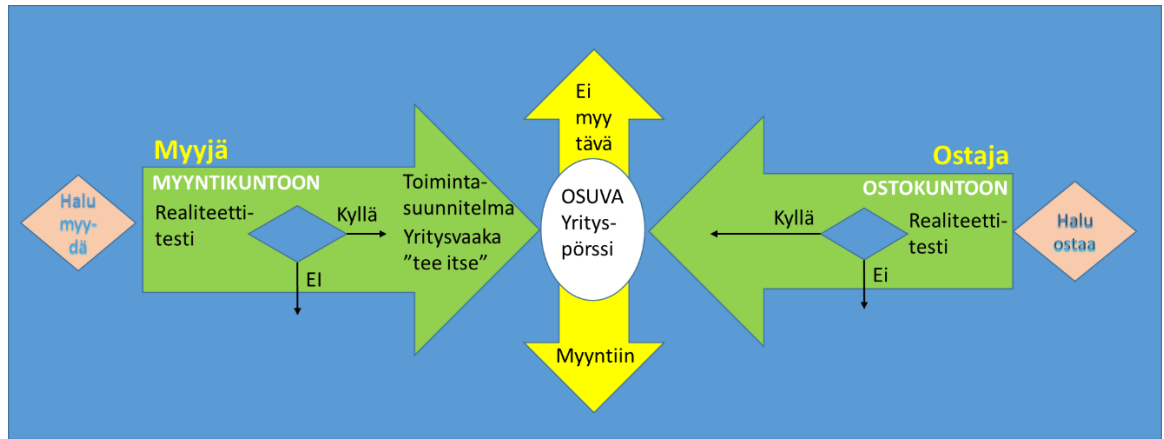 Halu
myy-
dä
Myyjä
MYYNTIKUNTOON
Realiteetti-
testi
Kyllä
EI
Toiminta-
suunnitelma
Yritysvaaka
”tee itse”
Ei
myy
tävä
OSUVA
Yritys-
pörssi
Myyntiin
Ostaja
OSTOKUNTOON
Kyllä
Realiteetti-
testi
Ei
Halu
ostaa